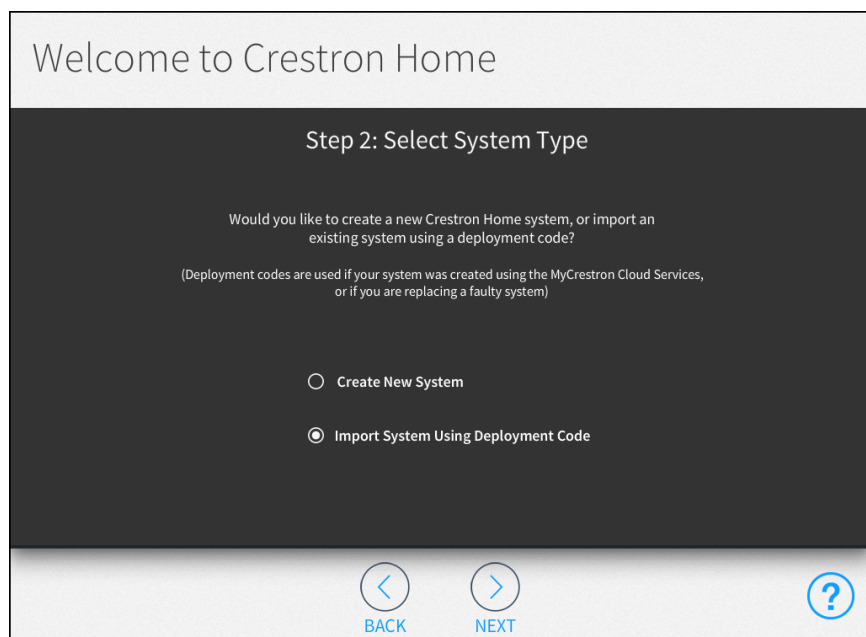 Welcome to Crestron Home
Step 2: Select System Type
Would you like to create a new Crestron Home system, or import an
existing system using a deployment code?
(Deployment codes are used if your system was created using the MyCrestron Cloud Services,
or if you are replacing a faulty system)
Create New System
Import System Using Deployment Code
BACK
NEXT
?